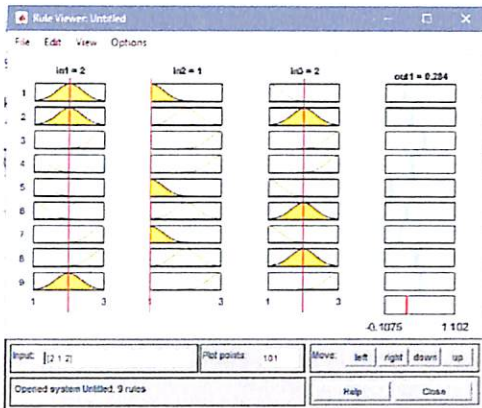 Rule Viewer: Untitled
File Edit View Options
in1 = 2 in2 = 1 in3 = 2 out1 = 0.284
1
2
3
4
5
6
7
8
9
1 3 1 3 1 3
-0.1075 1.102
Input: [2 1 2] Plot points: 101 Move: left right down up
Opened system Untitled, 9 rules Help Close